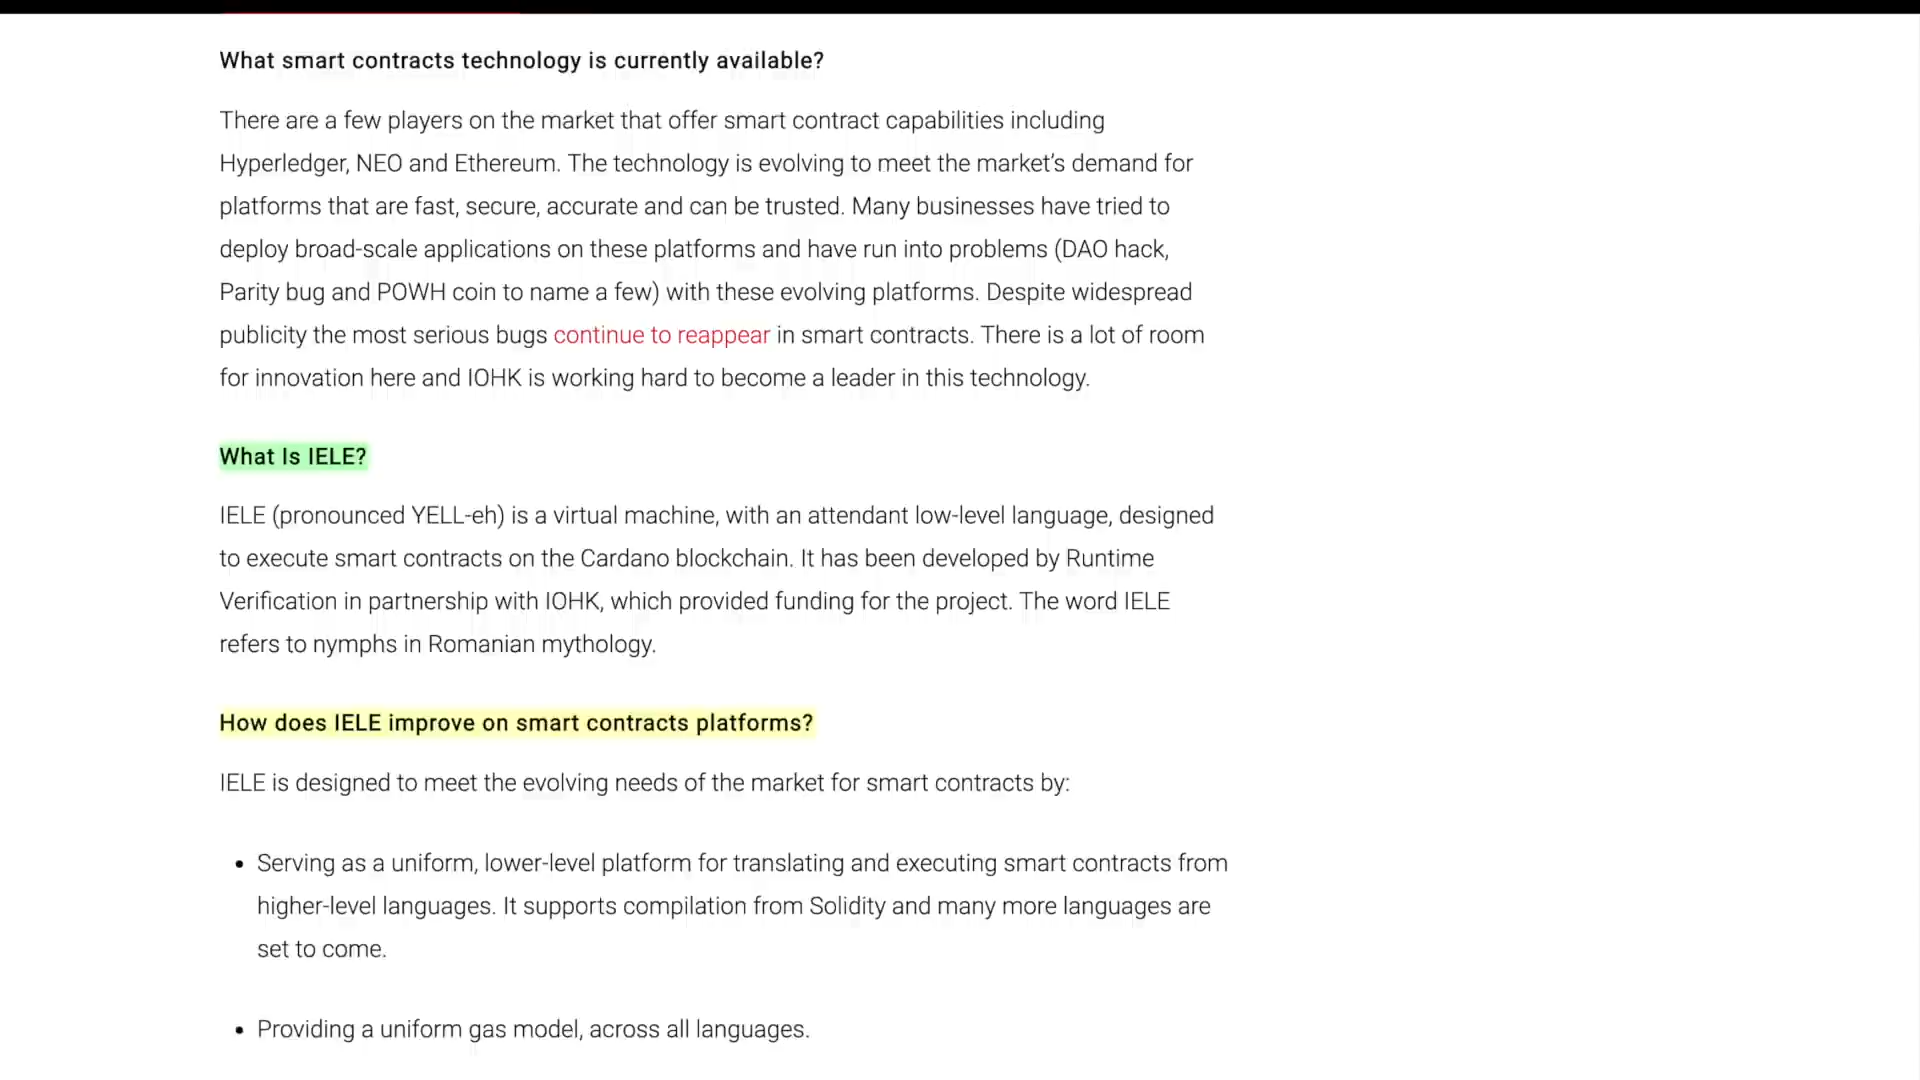 What smart contracts technology is currently available?
There are a few players on the market that offer smart contract capabilities including
Hyperledger, NEO and Ethereum. The technology is evolving to meet the market’s demand for
platforms that are fast, secure, accurate and can be trusted. Many businesses have tried to
deploy broad-scale applications on these platforms and have run into problems (DAO hack,
Parity bug and POWH coin to name a few) with these evolving platforms. Despite widespread
publicity the most serious bugs continue to reappear in smart contracts. There is a lot of room
for innovation here and IOHK is working hard to become a leader in this technology.
What Is IELE?
IELE (pronounced YELL-eh) is a virtual machine, with an attendant low-level language, designed
to execute smart contracts on the Cardano blockchain. It has been developed by Runtime
Verification in partnership with IOHK, which provided funding for the project. The word IELE
refers to nymphs in Romanian mythology.
How does IELE improve on smart contracts platforms?
IELE is designed to meet the evolving needs of the market for smart contracts by:
• Serving as a uniform, lower-level platform for translating and executing smart contracts from
higher-level languages. It supports compilation from Solidity and many more languages are
set to come.
• Providing a uniform gas model, across all languages.